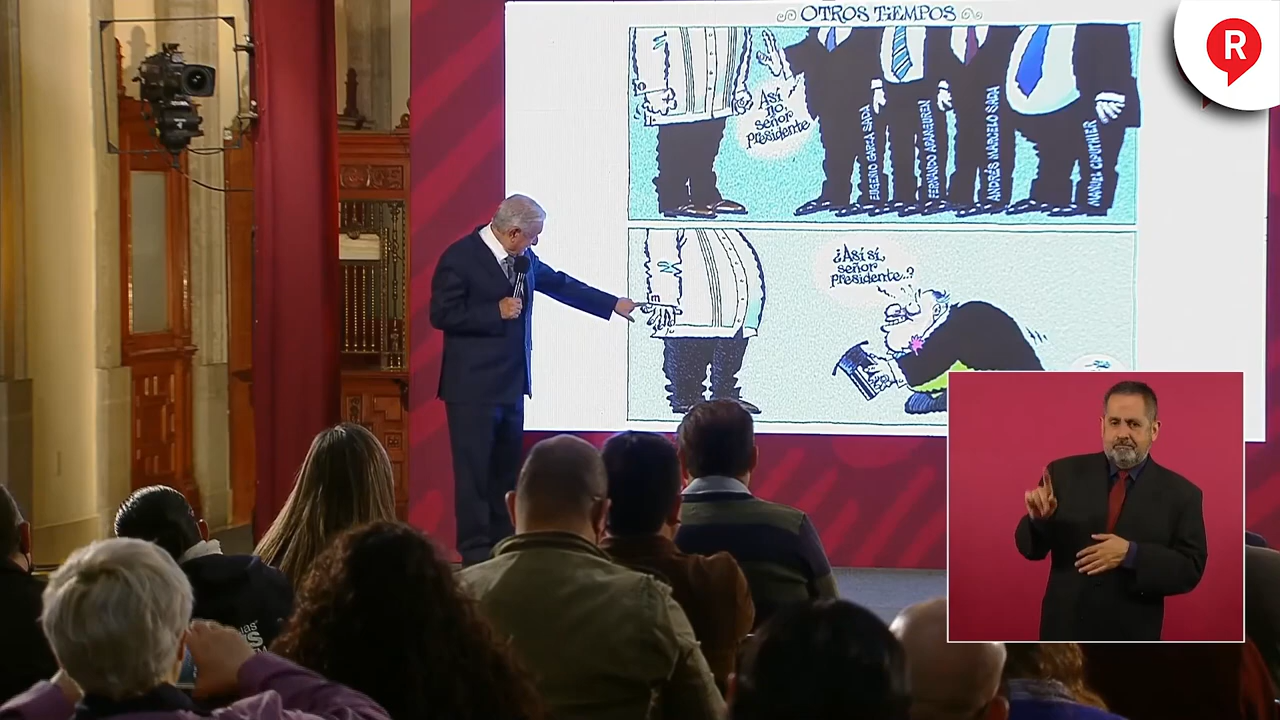 OTROS TiEMPOS
R
Así
no,
señor
presidente
EUGENIO GARZA SADA
FERNANDO ARANGUREN
ANDRÉS MARCELO SADA
MANUEL CLOUTHIER
¿Así sí,
señor
presidente..?